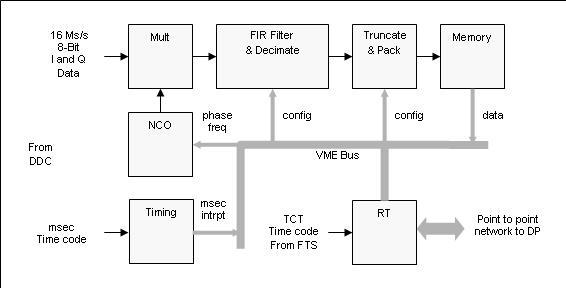 16 Ms/s
8-Bit
I and Q
Data
Mult
FIR Filter
& Decimate
Truncate
& Pack
Memory
NCO
phase
freq
config
config
data
From
DDC
VME Bus
msec
Time code
Timing
msec
intrpt
TCT
Time code
From FTS
RT
Point to point
network to DP